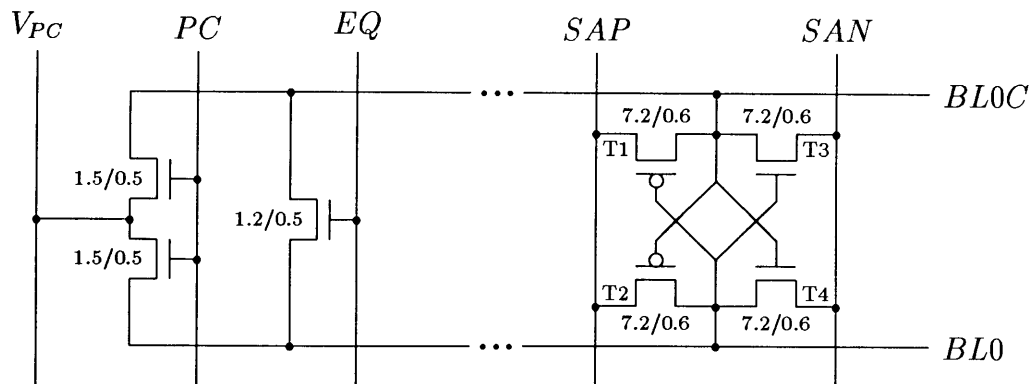 V_PC PC EQ SAP SAN
... BL0C
7.2/0.6 7.2/0.6
T1 T3
1.5/0.5
1.2/0.5
1.5/0.5
T2 T4
7.2/0.6 7.2/0.6
... BL0